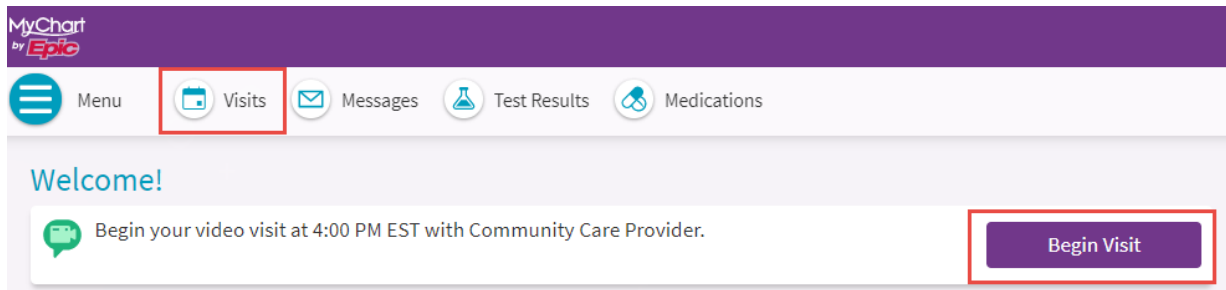 MyChart
by Epic
Menu Visits Messages Test Results Medications
Welcome!
Begin your video visit at 4:00 PM EST with Community Care Provider.
Begin Visit